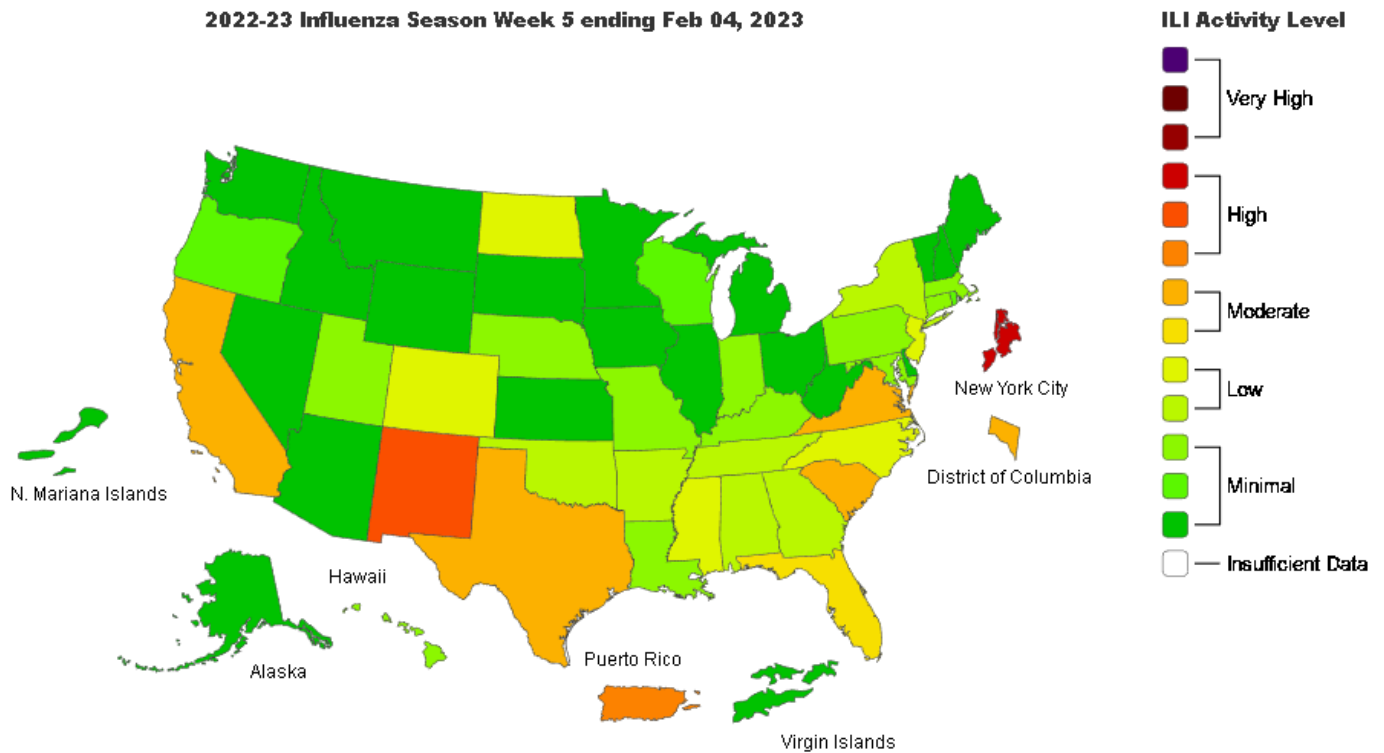 2022-23 Influenza Season Week 5 ending Feb 04, 2023
ILI Activity Level
Very High
High
Moderate
Low
Minimal
Insufficient Data
New York City
District of Columbia
N. Mariana Islands
Hawaii
Alaska
Puerto Rico
Virgin Islands